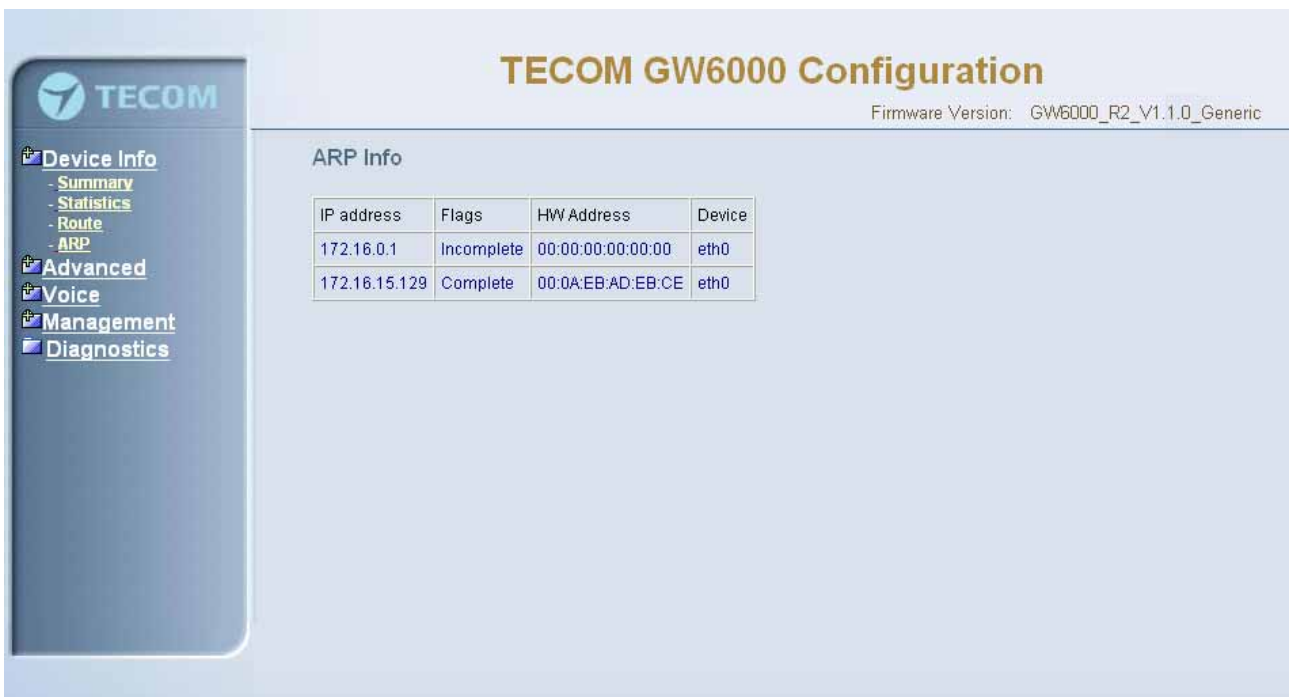 TECOM
TECOM GW6000 Configuration
Firmware Version: GW6000_R2_V1.1.0_Generic
Device Info
- Summary
- Statistics
- Route
- ARP
Advanced
Voice
Management
Diagnostics
ARP Info
IP address Flags HW Address Device
172.16.0.1 Incomplete 00:00:00:00:00:00 eth0
172.16.15.129 Complete 00:0A:EB:AD:EB:CE eth0